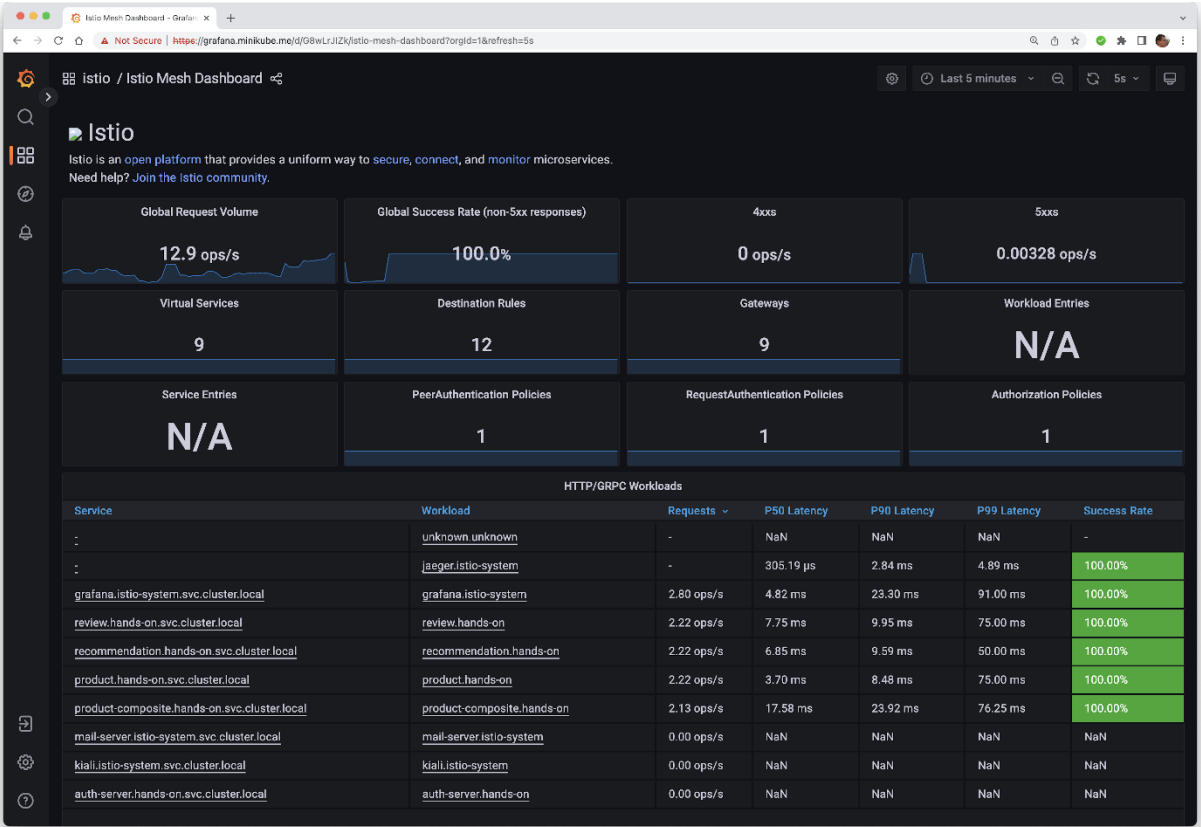 Istio Mesh Dashboard - Grafan
Not Secure | https://grafana.minikube.me/d/G8wLrJIZk/istio-mesh-dashboard?orgId=1&refresh=5s
istio / Istio Mesh Dashboard
Last 5 minutes
5s
Istio
Istio is an open platform that provides a uniform way to secure, connect, and monitor microservices.
Need help? Join the Istio community.
Global Request Volume
12.9 ops/s
Global Success Rate (non-5xx responses)
100.0%
4xxs
0 ops/s
5xxs
0.00328 ops/s
Virtual Services
9
Destination Rules
12
Gateways
9
Workload Entries
N/A
Service Entries
N/A
PeerAuthentication Policies
1
RequestAuthentication Policies
1
Authorization Policies
1
HTTP/GRPC Workloads
Service Workload Requests P50 Latency P90 Latency P99 Latency Success Rate
- unknown.unknown - NaN NaN NaN -
- jaeger.istio-system - 305.19 µs 2.84 ms 4.89 ms 100.00%
grafana.istio-system.svc.cluster.local grafana.istio-system 2.80 ops/s 4.82 ms 23.30 ms 91.00 ms 100.00%
review.hands-on.svc.cluster.local review.hands-on 2.22 ops/s 7.75 ms 9.95 ms 75.00 ms 100.00%
recommendation.hands-on.svc.cluster.local recommendation.hands-on 2.22 ops/s 6.85 ms 9.59 ms 50.00 ms 100.00%
product.hands-on.svc.cluster.local product.hands-on 2.22 ops/s 3.70 ms 8.48 ms 75.00 ms 100.00%
product-composite.hands-on.svc.cluster.local product-composite.hands-on 2.13 ops/s 17.58 ms 23.92 ms 76.25 ms 100.00%
mail-server.istio-system.svc.cluster.local mail-server.istio-system 0.00 ops/s NaN NaN NaN NaN
kiali.istio-system.svc.cluster.local kiali.istio-system 0.00 ops/s NaN NaN NaN NaN
auth-server.hands-on.svc.cluster.local auth-server.hands-on 0.00 ops/s NaN NaN NaN NaN